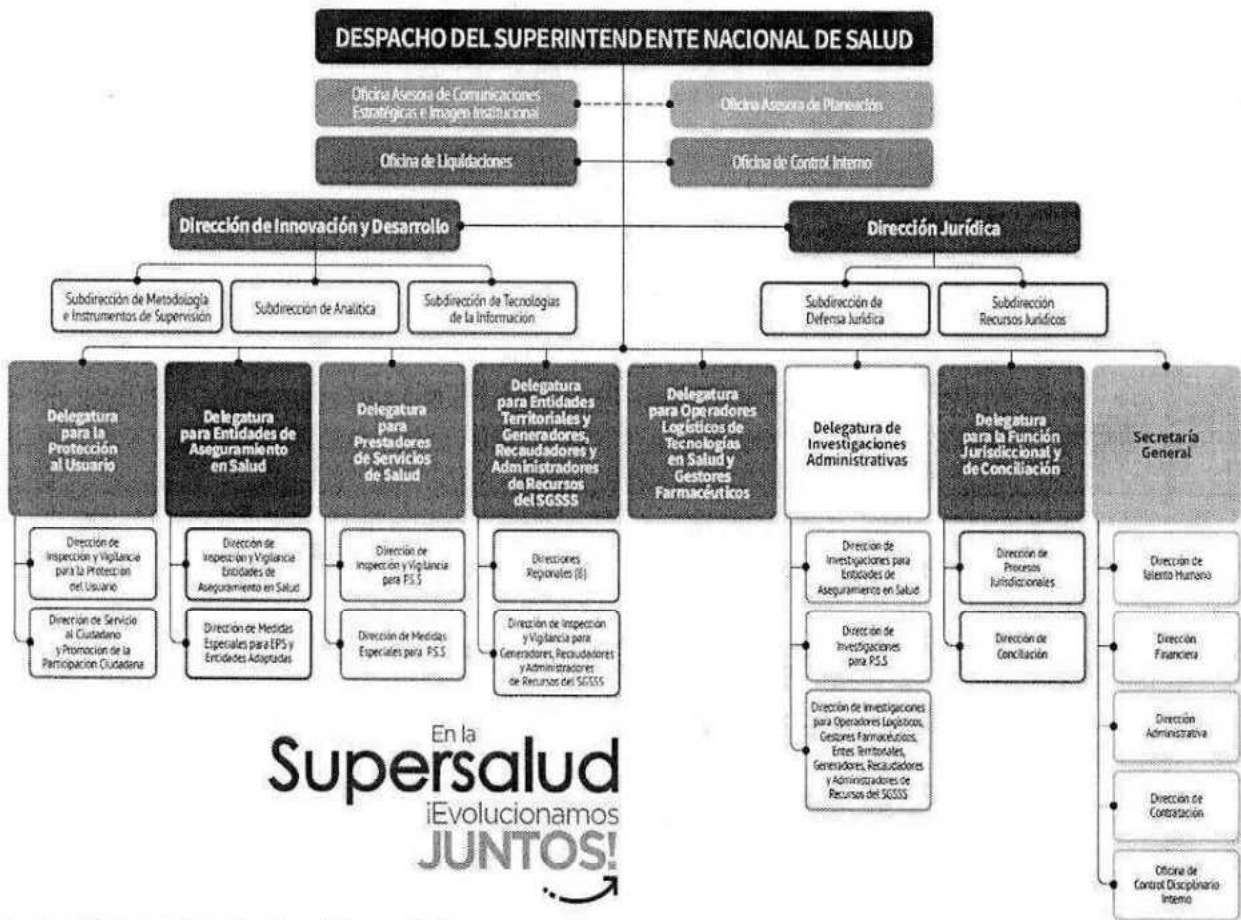 DESPACHO DEL SUPERINTENDENTE NACIONAL DE SALUD
Oficina Asesora de Comunicaciones
Estratégicas e Imagen Institucional
Oficina Asesora de Planeación
Oficina de Liquidaciones
Oficina de Control Interno
Dirección de Innovación y Desarrollo
Dirección Jurídica
Subdirección de Metodología
e Instrumentos de Supervisión
Subdirección de Analítica
Subdirección de Tecnologías
de la Información
Subdirección de
Defensa Jurídica
Subdirección
Recursos Jurídicos
Delegatura
para la
Protección
al Usuario
Delegatura
para Entidades de
Aseguramiento
en Salud
Delegatura
para
Prestadores
de Servicios
de Salud
Delegatura
para Entidades
Territoriales y
Generadores,
Recaudadores y
Administradores
de Recursos
del SGSSS
Delegatura
para Operadores
Logísticos de
Tecnologías
en Salud y
Gestores
Farmacéuticos
Delegatura de
Investigaciones
Administrativas
Delegatura
para la Función
Jurisdiccional y
de Conciliación
Secretaría
General
Dirección de
Inspección y Vigilancia
para la Protección
del Usuario
Dirección de Servicio
al Ciudadano
y Promoción de la
Participación Ciudadana
Dirección de
Inspección y Vigilancia
Entidades de
Aseguramiento en Salud
Dirección de Medidas
Especiales para EPS y
Entidades Adaptadas
Dirección de
Inspección y Vigilancia
para P.S.S
Dirección de Medidas
Especiales para P.S.S
Direcciones
Regionales (8)
Dirección de Inspección
y Vigilancia para
Generadores, Recaudadores
y Administradores
de Recursos del SGSSS
Dirección de
Investigaciones para
Entidades de
Aseguramiento en Salud
Dirección de
Investigaciones
para P.S.S
Dirección de Investigaciones
para Operadores Logísticos,
Gestores Farmacéuticos,
Entes Territoriales,
Generadores, Recaudadores
y Administradores de
Recursos del SGSSS
Dirección de
Procesos
Jurisdiccionales
Dirección de
Conciliación
Dirección de
Talento Humano
Dirección
Financiera
Dirección
Administrativa
Dirección de
Contratación
Oficina de
Control Disciplinario
Interno
En la
Supersalud
¡Evolucionamos
JUNTOS!